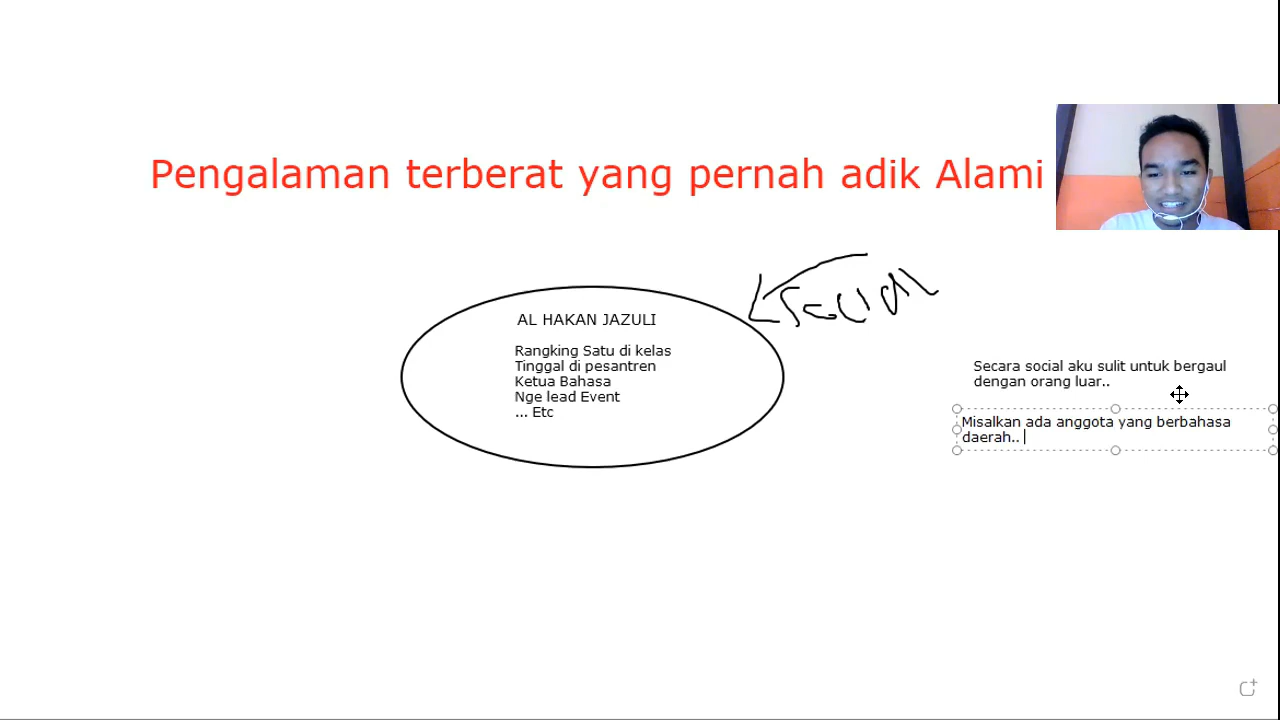 Pengalaman terberat yang pernah adik Alami
social
AL HAKAN JAZULI
Rangking Satu di kelas
Tinggal di pesantren
Ketua Bahasa
Nge lead Event
... Etc
Secara social aku sulit untuk bergaul
dengan orang luar..
Misalkan ada anggota yang berbahasa
daerah..